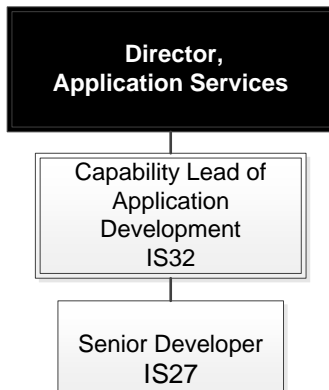 Director,
Application Services
Capability Lead of
Application
Development
IS32
Senior Developer
IS27